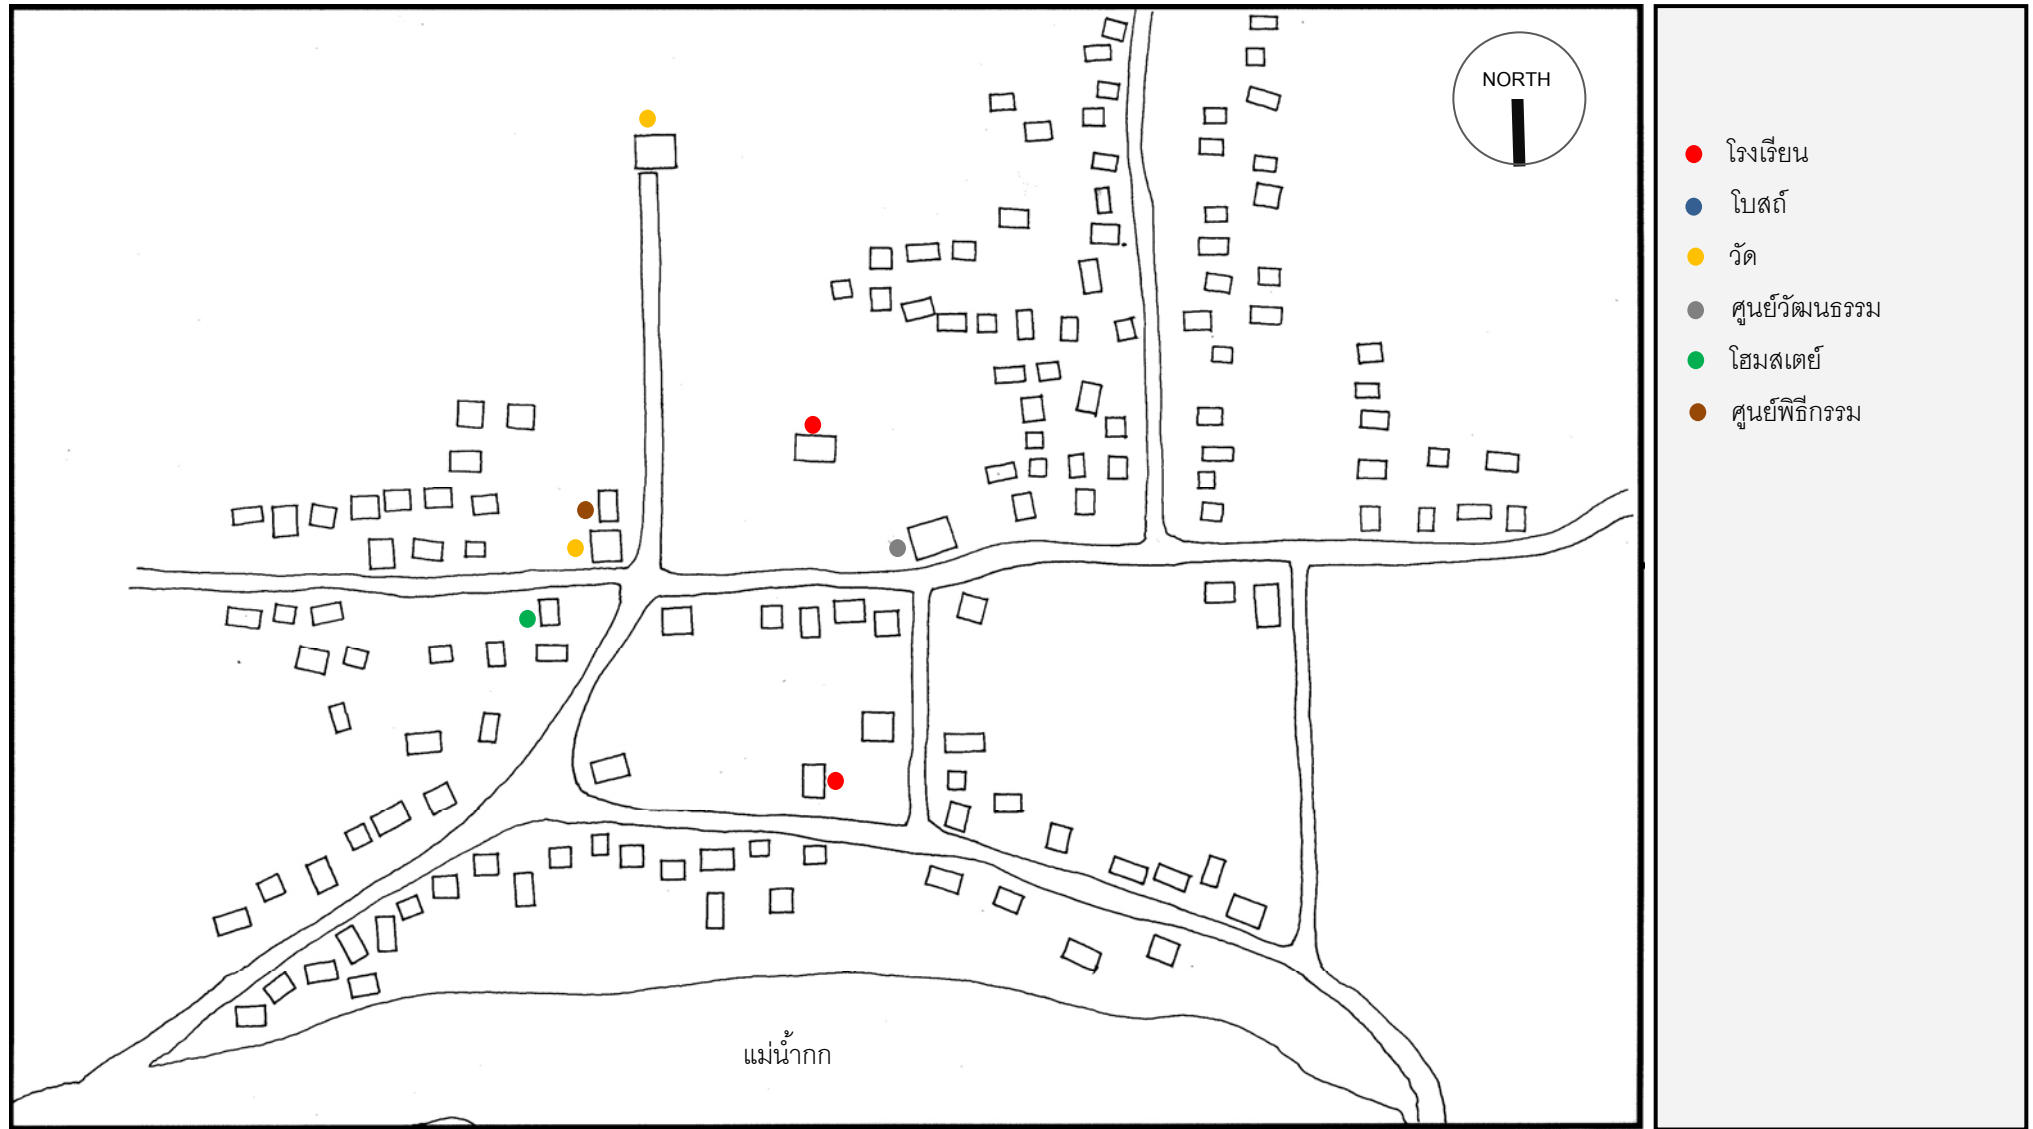 NORTH
โรงเรียน
โบสถ์
วัด
ศูนย์วัฒนธรรม
โฮมสเตย์
ศูนย์พิธีกรรม
แม่น้ำกก